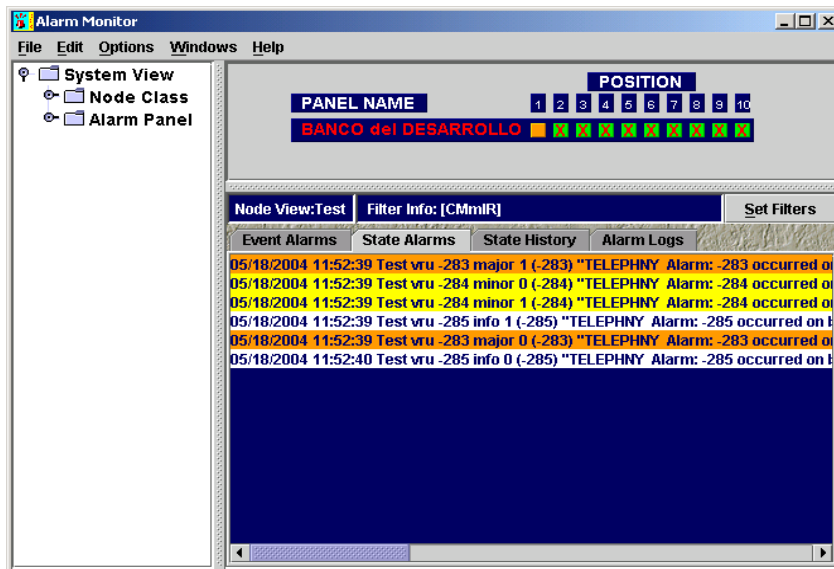 Alarm Monitor
File Edit Options Windows Help
System View
Node Class
Alarm Panel
POSITION
PANEL NAME 1 2 3 4 5 6 7 8 9 10
BANCO del DESARROLLO X X X X X X X X X
Node View:Test Filter Info: [CMmIR] Set Filters
Event Alarms State Alarms State History Alarm Logs
05/18/2004 11:52:39 Test vru -283 major 1 (-283) "TELEPHNY Alarm: -283 occurred o
05/18/2004 11:52:39 Test vru -284 minor 0 (-284) "TELEPHNY Alarm: -284 occurred o
05/18/2004 11:52:39 Test vru -284 minor 1 (-284) "TELEPHNY Alarm: -284 occurred o
05/18/2004 11:52:39 Test vru -285 info 1 (-285) "TELEPHNY Alarm: -285 occurred on b
05/18/2004 11:52:39 Test vru -283 major 0 (-283) "TELEPHNY Alarm: -283 occurred o
05/18/2004 11:52:40 Test vru -285 info 0 (-285) "TELEPHNY Alarm: -285 occurred on b